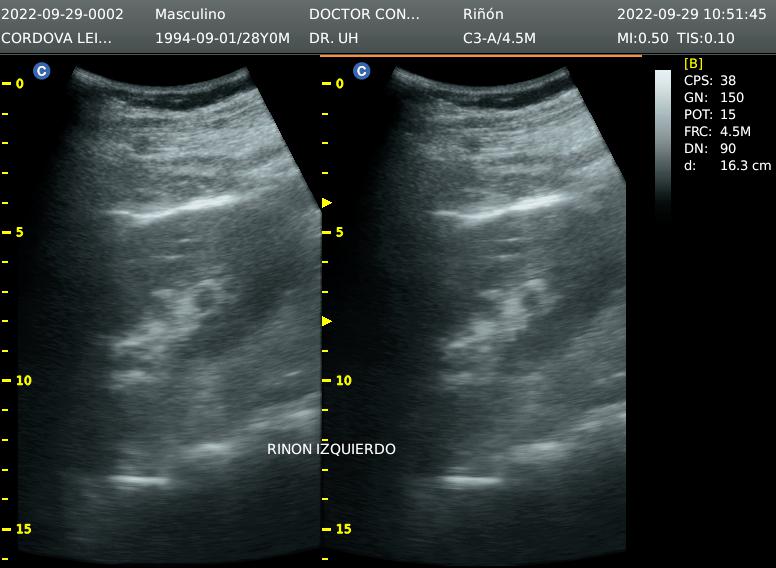 2022-09-29-0002 Masculino DOCTOR CON... Riñón 2022-09-29 10:51:45
CORDOVA LEI... 1994-09-01/28Y0M DR. UH C3-A/4.5M MI:0.50 TIS:0.10
C C [B]
0 0 CPS: 38
GN: 150
POT: 15
FRC: 4.5M
DN: 90
d: 16.3 cm
5 5
10 10
RINON IZQUIERDO
15 15